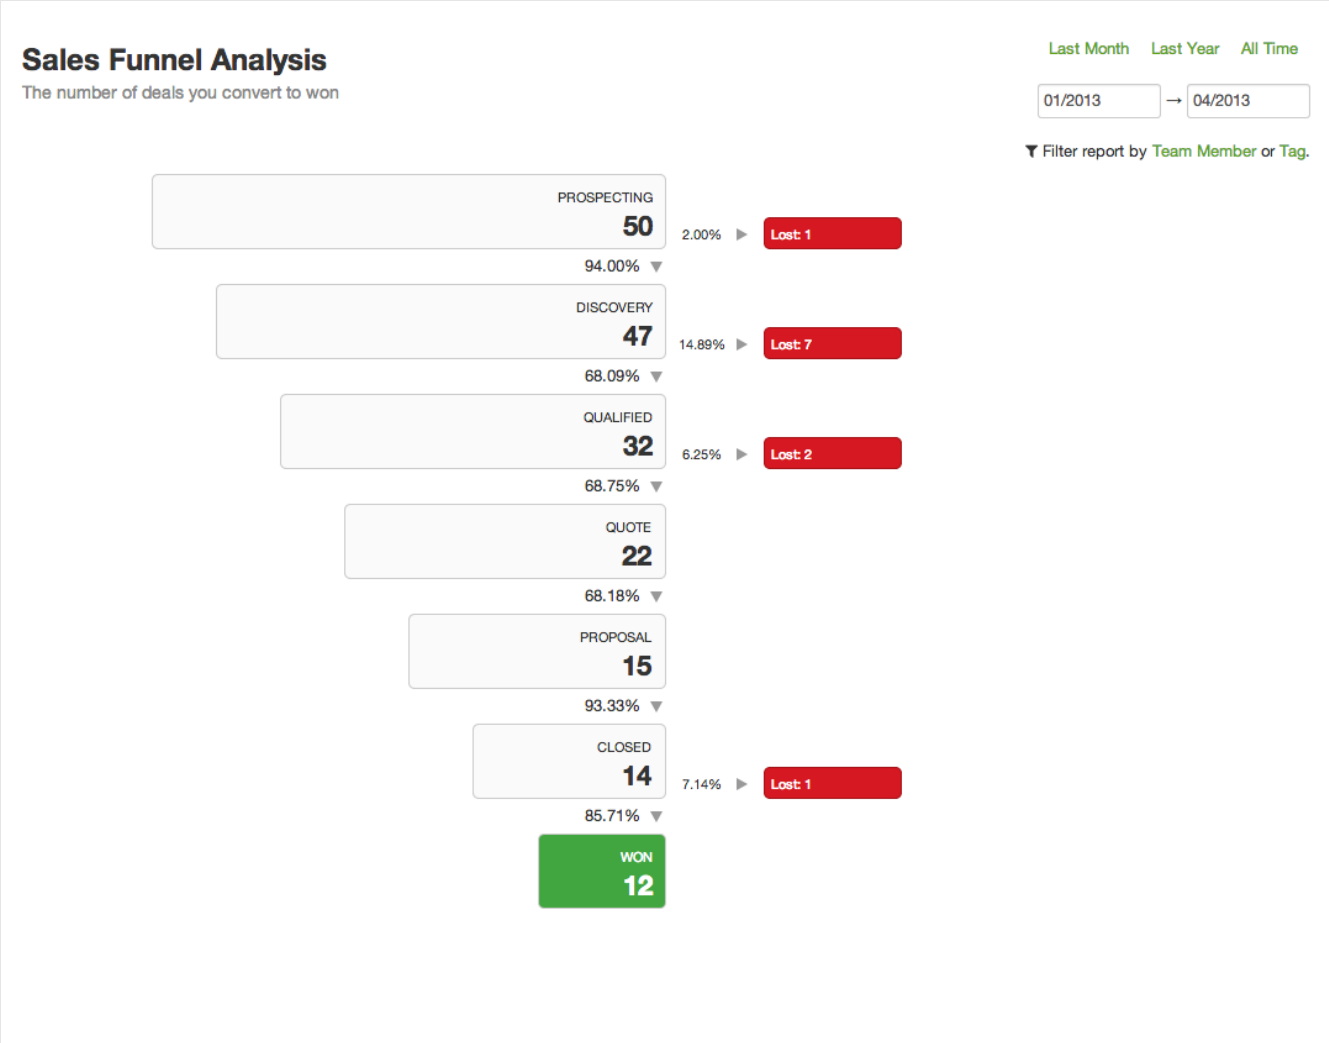 Sales Funnel Analysis
The number of deals you convert to won
Last Month Last Year All Time
01/2013 → 04/2013
Filter report by Team Member or Tag.
PROSPECTING
50
2.00% ▶ Lost: 1
94.00% ▼
DISCOVERY
47
14.89% ▶ Lost: 7
68.09% ▼
QUALIFIED
32
6.25% ▶ Lost: 2
68.75% ▼
QUOTE
22
68.18% ▼
PROPOSAL
15
93.33% ▼
CLOSED
14
7.14% ▶ Lost: 1
85.71% ▼
WON
12